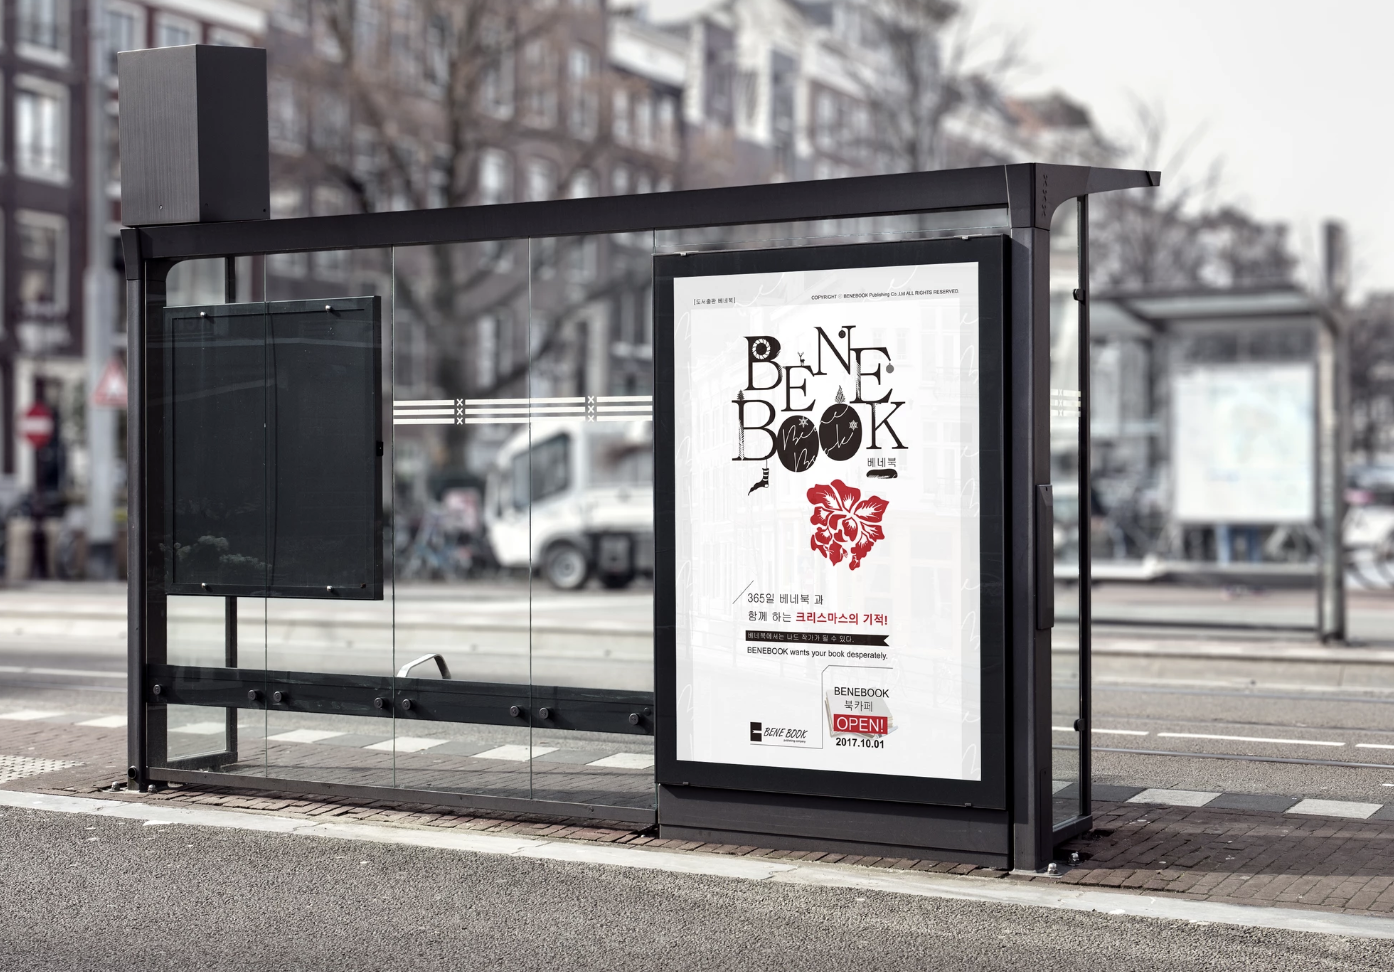 [도서출판 베네북]
COPYRIGHT ⓒ BENEBOOK Publishing Co.,Ltd ALL RIGHTS RESERVED.
BENE
BOOK
베네북
365일 베네북 과
함께 하는 크리스마스의 기적!
베네북에서는 나도 작가가 될 수 있다.
BENEBOOK wants your book desperately.
BENEBOOK
북카페
OPEN!
2017.10.01
BENE BOOK
publishing company